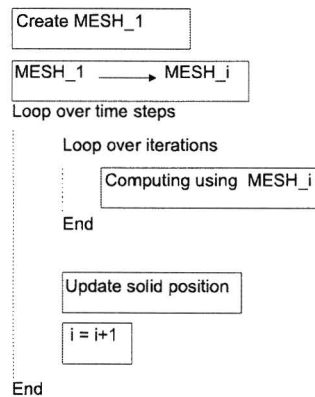 Create MESH_1
MESH_1 → MESH_i
Loop over time steps
Loop over iterations
Computing using MESH_i
End
Update solid position
i = i+1
End